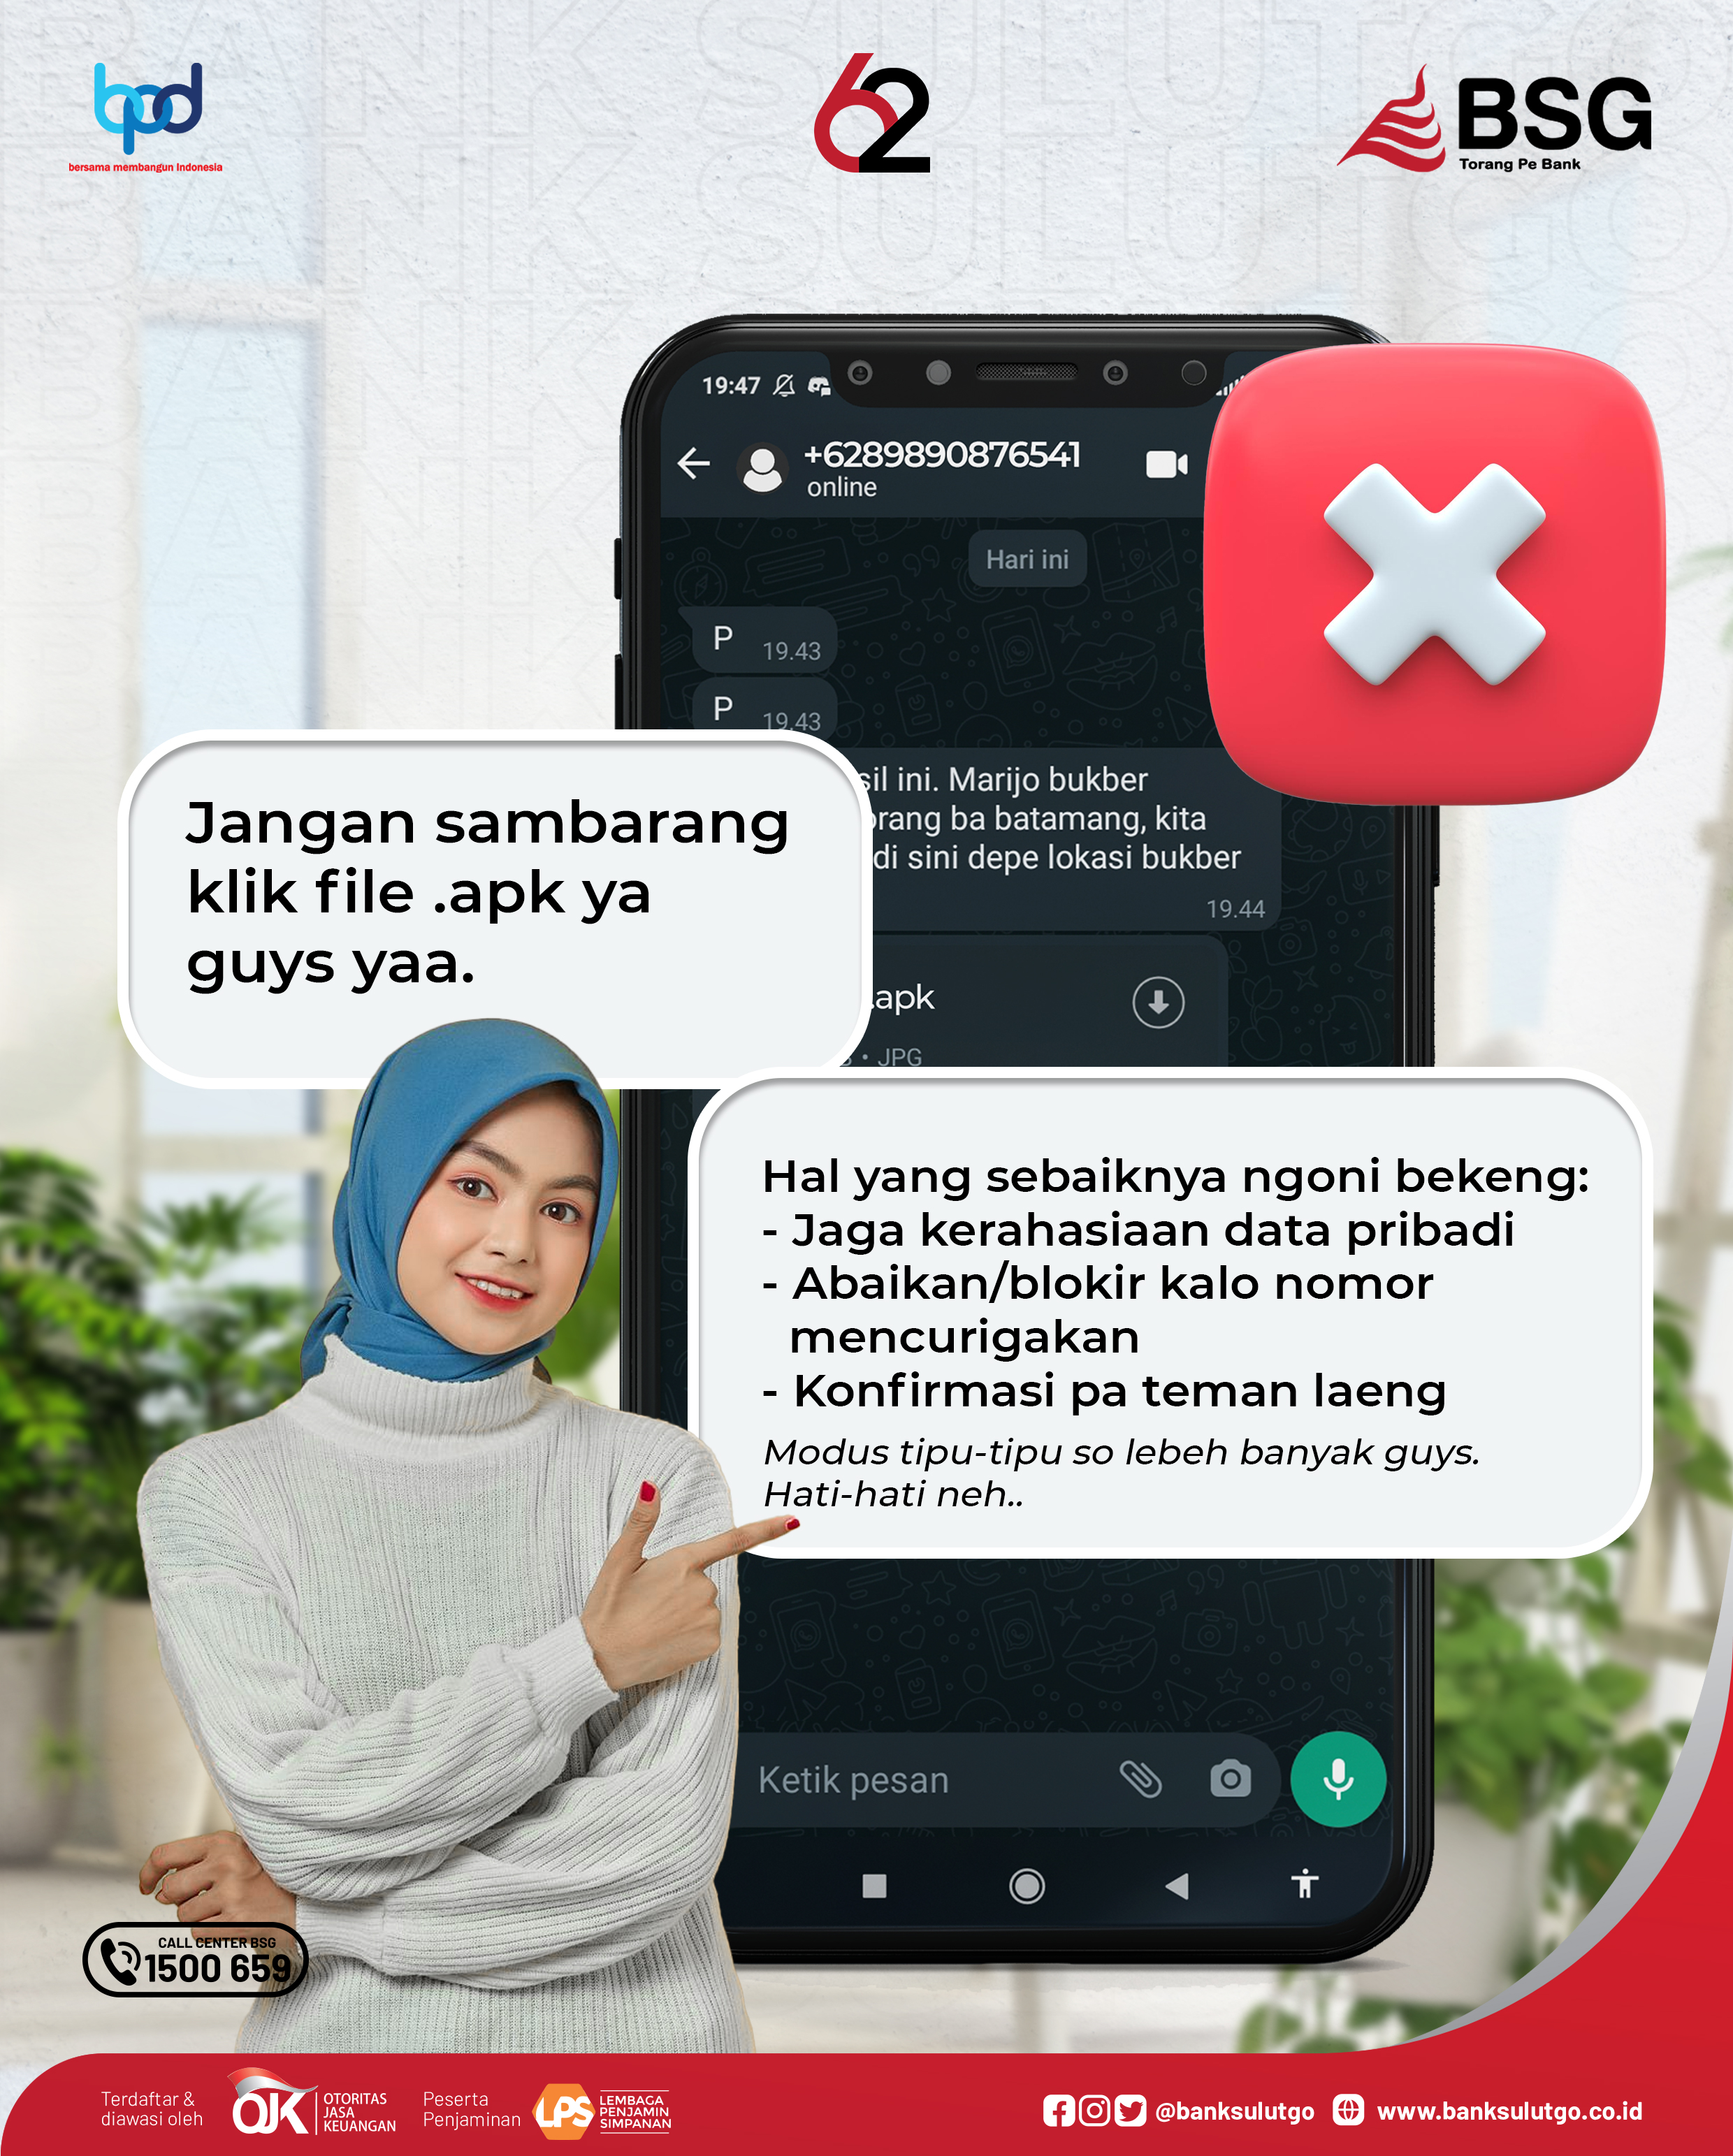 bpd
bersama membangun Indonesia
62
BSG
Torang Pe Bank
BANK SULUTGO
19:47
+6289890876541
online
Hari ini
P 19.43
P 19.43
sil ini. Marijo bukber
orang ba batamang, kita
di sini depe lokasi bukber
19.44
.apk
• JPG
Jangan sambarang
klik file .apk ya
guys yaa.
Hal yang sebaiknya ngoni bekeng:
- Jaga kerahasiaan data pribadi
- Abaikan/blokir kalo nomor
mencurigakan
- Konfirmasi pa teman laeng
Modus tipu-tipu so lebeh banyak guys.
Hati-hati neh..
Ketik pesan
CALL CENTER BSG
1500 659
Terdaftar &
diawasi oleh
OJK
OTORITAS
JASA
KEUANGAN
Peserta
Penjaminan
LPS
LEMBAGA
PENJAMIN
SIMPANAN
@banksulutgo
www.banksulutgo.co.id